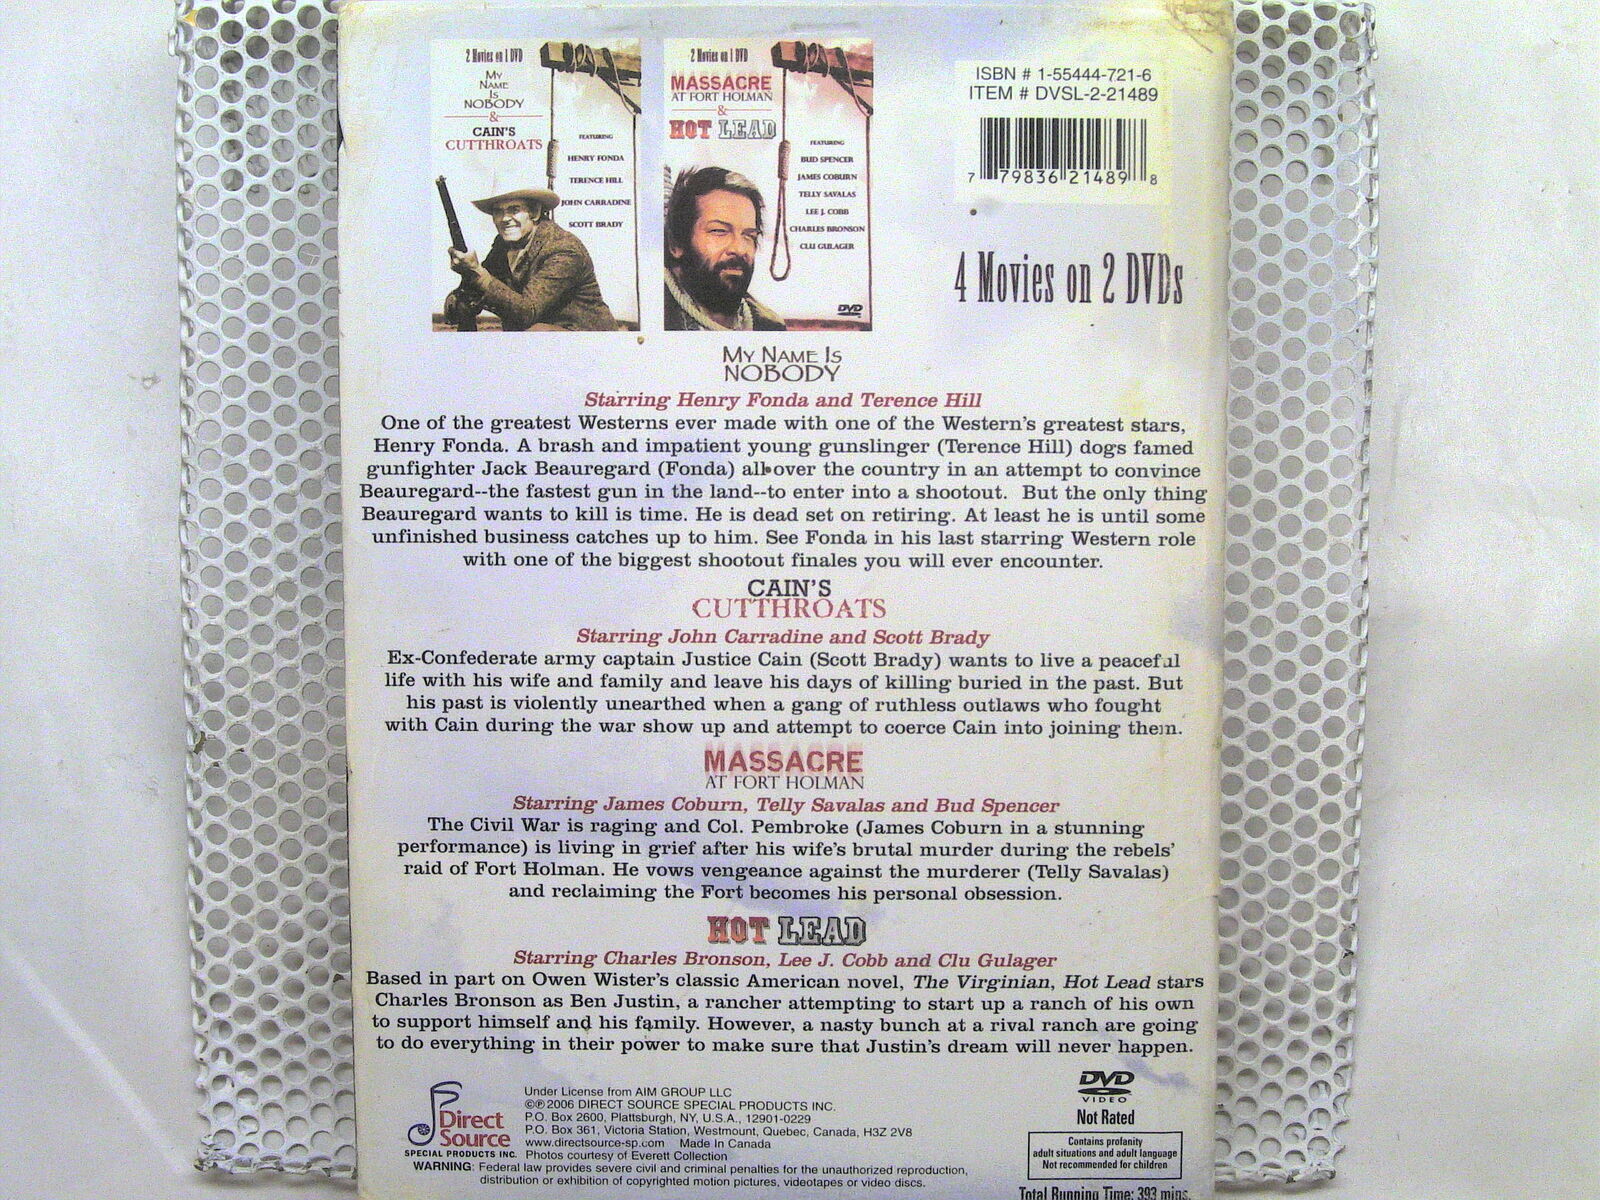 2 Movies on 1 DVD
MY
NAME
IS
NOBODY
&
CAIN'S
CUTTHROATS
FEATURING
HENRY FONDA
TERENCE HILL
JOHN CARRADINE
SCOTT BRADY
2 Movies on 1 DVD
MASSACRE
AT FORT HOLMAN
&
HOT LEAD
FEATURING
BUD SPENCER
JAMES COBURN
TELLY SAVALAS
LEE J. COBB
CHARLES BRONSON
CLU GULAGER
DVD
ISBN # 1-55444-721-6
ITEM # DVSL-2-21489
7 79836 21489 8
4 Movies on 2 DVDs
MY NAME IS
NOBODY
Starring Henry Fonda and Terence Hill
One of the greatest Westerns ever made with one of the Western's greatest stars,
Henry Fonda. A brash and impatient young gunslinger (Terence Hill) dogs famed
gunfighter Jack Beauregard (Fonda) all over the country in an attempt to convince
Beauregard--the fastest gun in the land--to enter into a shootout. But the only thing
Beauregard wants to kill is time. He is dead set on retiring. At least he is until some
unfinished business catches up to him. See Fonda in his last starring Western role
with one of the biggest shootout finales you will ever encounter.
CAIN'S
CUTTHROATS
Starring John Carradine and Scott Brady
Ex-Confederate army captain Justice Cain (Scott Brady) wants to live a peaceful
life with his wife and family and leave his days of killing buried in the past. But
his past is violently unearthed when a gang of ruthless outlaws who fought
with Cain during the war show up and attempt to coerce Cain into joining them.
MASSACRE
AT FORT HOLMAN
Starring James Coburn, Telly Savalas and Bud Spencer
The Civil War is raging and Col. Pembroke (James Coburn in a stunning
performance) is living in grief after his wife's brutal murder during the rebels'
raid of Fort Holman. He vows vengeance against the murderer (Telly Savalas)
and reclaiming the Fort becomes his personal obsession.
HOT LEAD
Starring Charles Bronson, Lee J. Cobb and Clu Gulager
Based in part on Owen Wister's classic American novel, The Virginian, Hot Lead stars
Charles Bronson as Ben Justin, a rancher attempting to start up a ranch of his own
to support himself and his family. However, a nasty bunch at a rival ranch are going
to do everything in their power to make sure that Justin's dream will never happen.
Direct
Source
SPECIAL PRODUCTS INC.
Under License from AIM GROUP LLC
©℗2006 DIRECT SOURCE SPECIAL PRODUCTS INC.
P.O. Box 2600, Plattsburgh, NY, U.S.A., 12901-0229
P.O. Box 361, Victoria Station, Westmount, Quebec, Canada, H3Z 2V8
www.directsource-sp.com Made In Canada
Photos courtesy of Everett Collection
WARNING: Federal law provides severe civil and criminal penalties for the unauthorized reproduction,
distribution or exhibition of copyrighted motion pictures, videotapes or video discs.
DVD
VIDEO
Not Rated
Contains profanity
adult situations and adult language
Not recommended for children
Total Running Time: 393 mins.